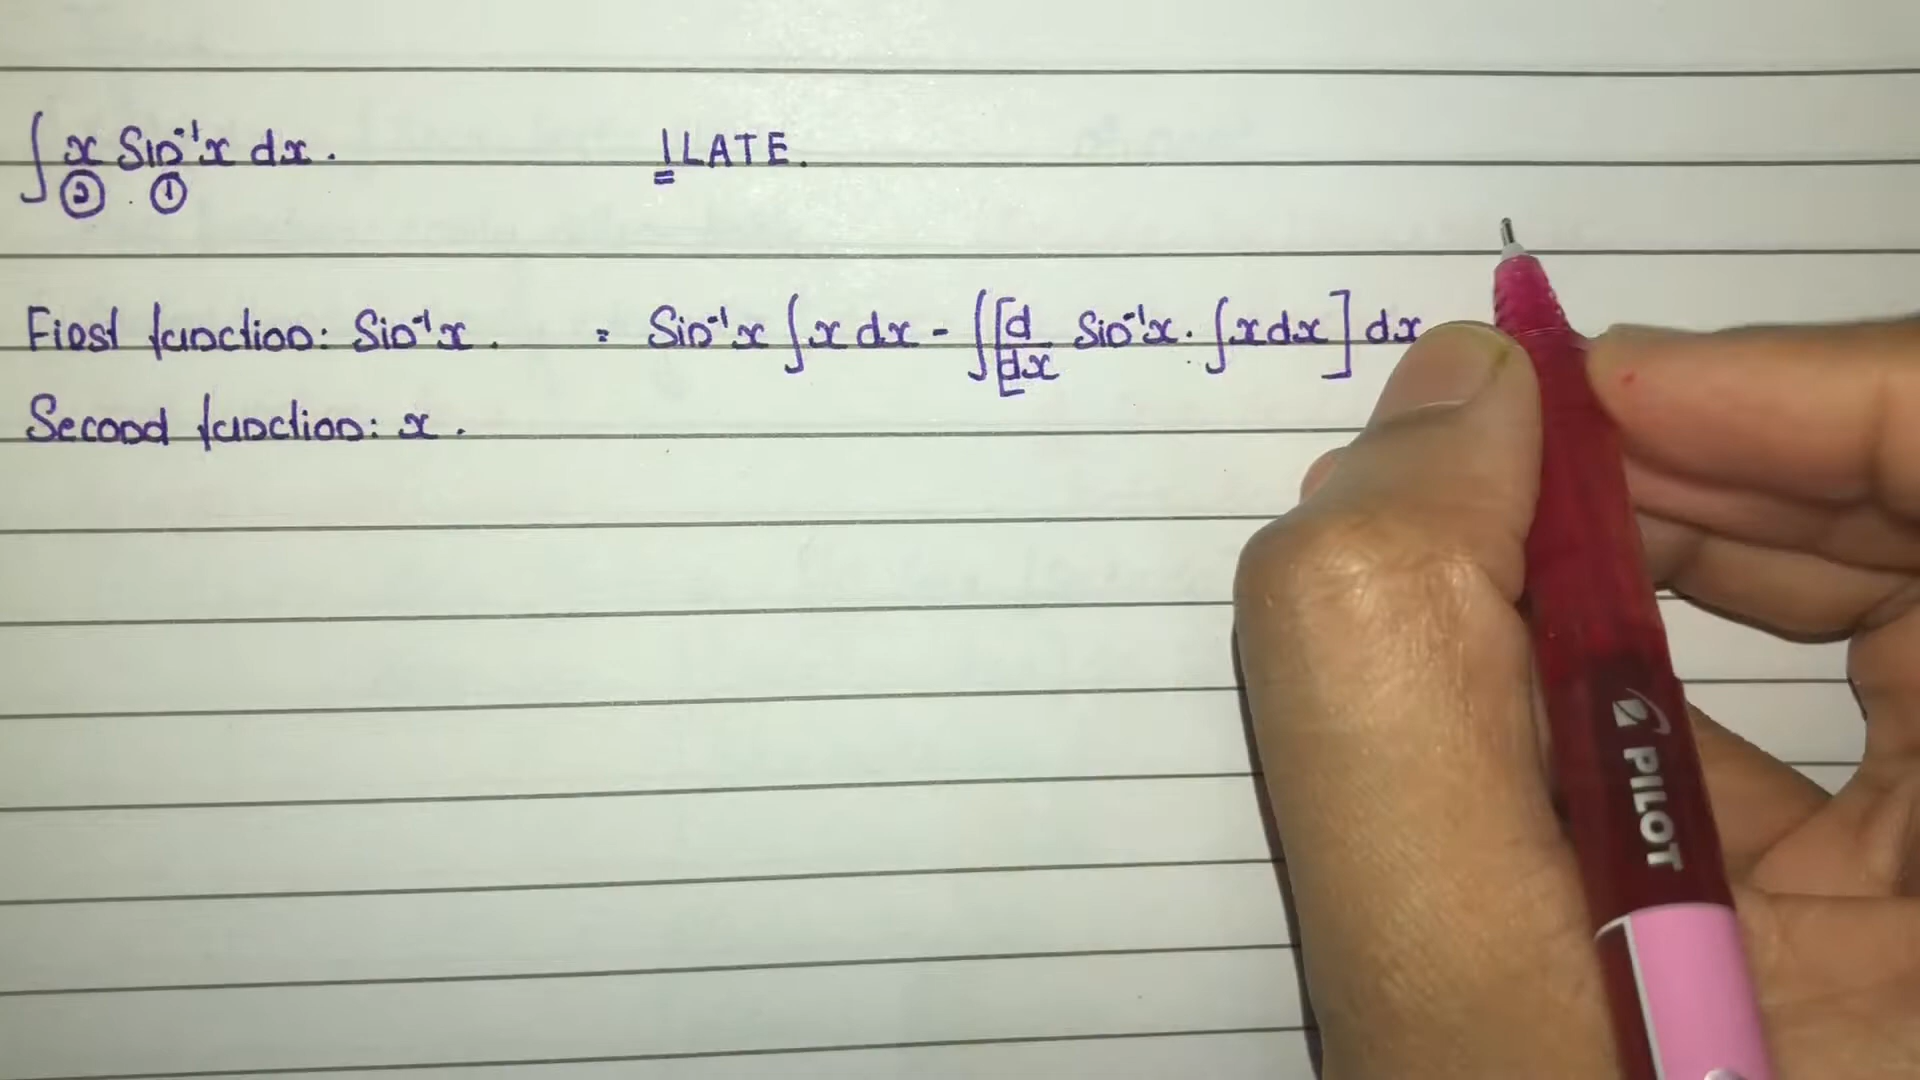 ∫ x Sin⁻¹x dx.
② ①
ILATE.
First function: Sin⁻¹x.
= Sin⁻¹x ∫x dx - ∫[d/dx Sin⁻¹x . ∫x dx] dx
Second function: x.
PILOT